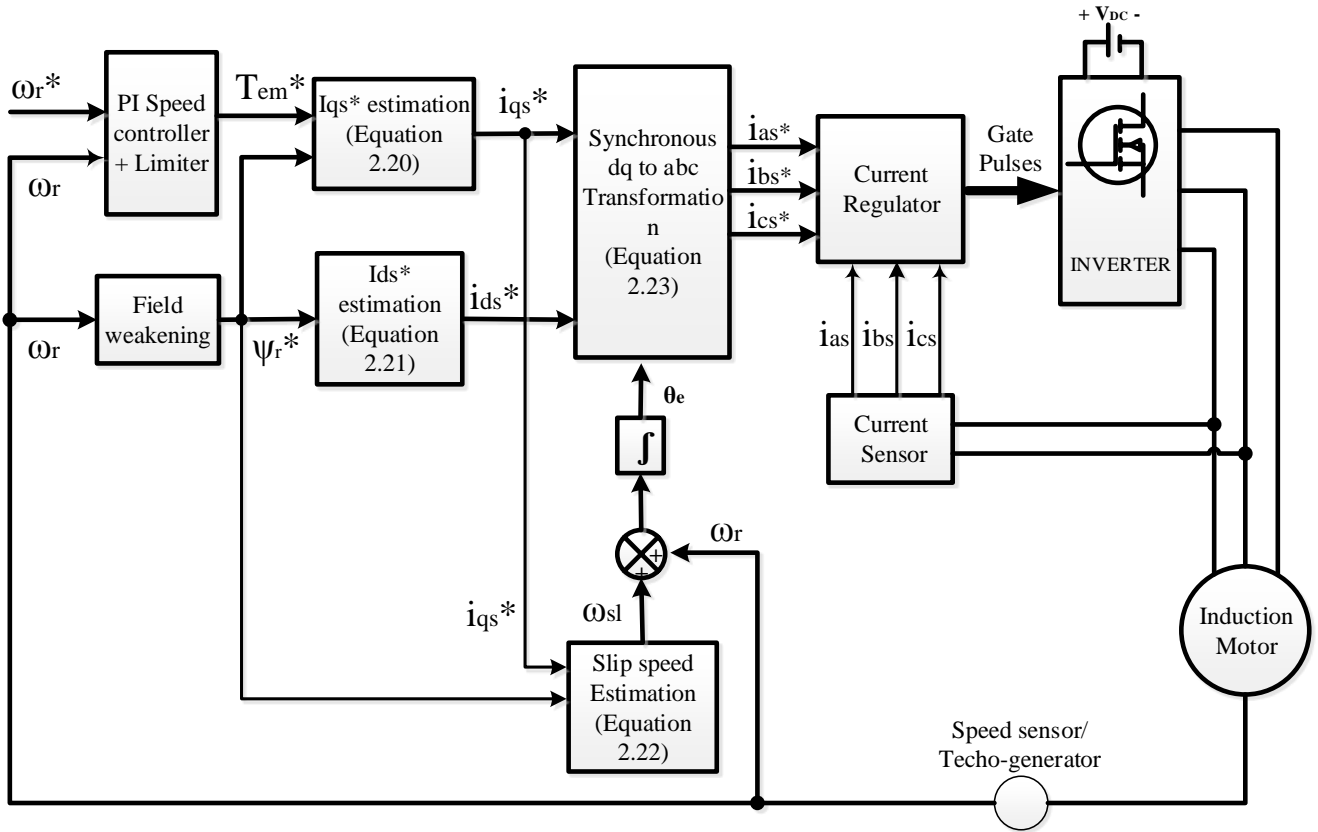 + VDC -
ωr*
PI Speed
controller
+ Limiter
ωr
Tem*
Iqs* estimation
(Equation
2.20)
iqs*
Synchronous
dq to abc
Transformatio
n
(Equation
2.23)
ias*
ibs*
ics*
Current
Regulator
Gate
Pulses
INVERTER
ωr
Field
weakening
ψr*
Ids*
estimation
(Equation
2.21)
ids*
ias ibs ics
Current
Sensor
θe
∫
+
+
ωr
iqs*
ωsl
Slip speed
Estimation
(Equation
2.22)
Induction
Motor
Speed sensor/
Techo-generator